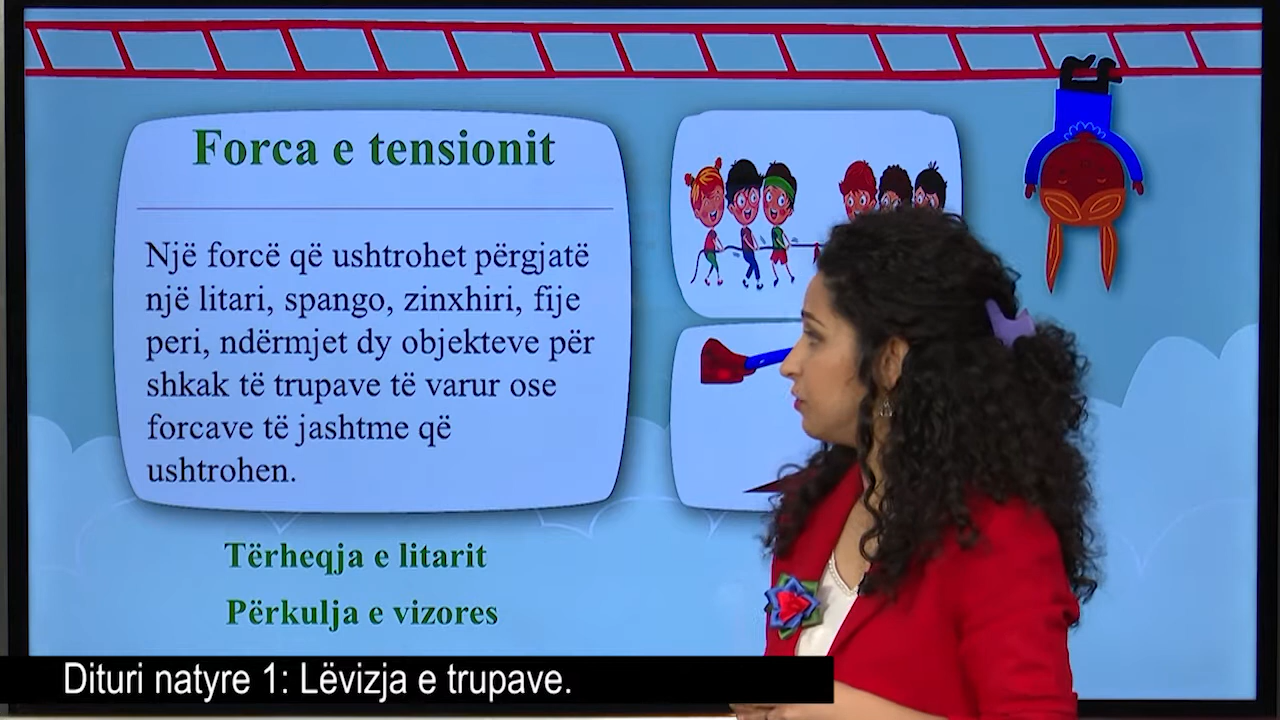 Forca e tensionit
Një forcë që ushtrohet përgjatë
një litari, spango, zinxhiri, fije
peri, ndërmjet dy objekteve për
shkak të trupave të varur ose
forcave të jashtme që
ushtrohen.
Tërheqja e litarit
Përkulja e vizores
Dituri natyre 1: Lëvizja e trupave.